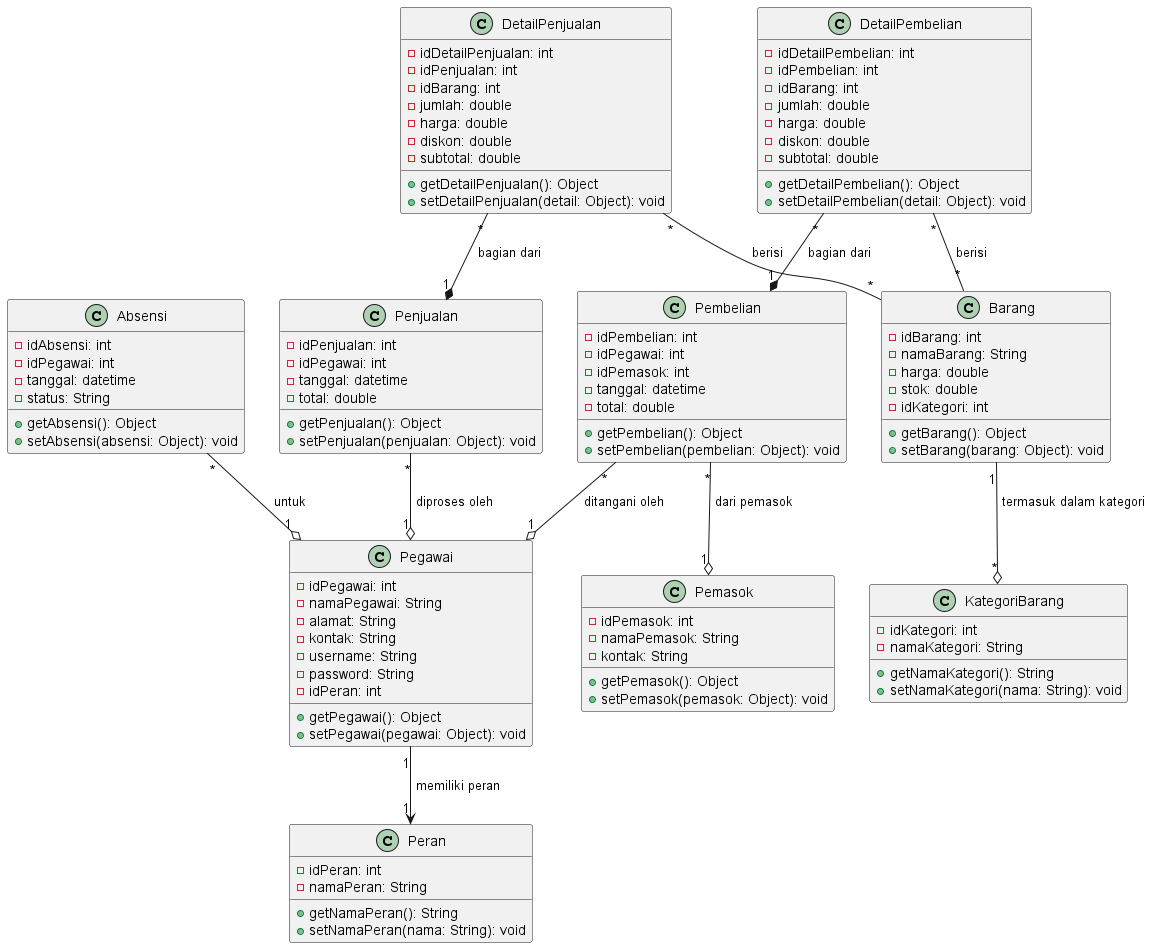 C DetailPenjualan
idDetailPenjualan: int
idPenjualan: int
idBarang: int
jumlah: double
harga: double
diskon: double
subtotal: double
getDetailPenjualan(): Object
setDetailPenjualan(detail: Object): void
C DetailPembelian
idDetailPembelian: int
idPembelian: int
idBarang: int
jumlah: double
harga: double
diskon: double
subtotal: double
getDetailPembelian(): Object
setDetailPembelian(detail: Object): void
*
bagian dari
1
*
berisi
*
*
bagian dari
1
*
berisi
*
C Absensi
idAbsensi: int
idPegawai: int
tanggal: datetime
status: String
getAbsensi(): Object
setAbsensi(absensi: Object): void
C Penjualan
idPenjualan: int
idPegawai: int
tanggal: datetime
total: double
getPenjualan(): Object
setPenjualan(penjualan: Object): void
C Pembelian
idPembelian: int
idPegawai: int
idPemasok: int
tanggal: datetime
total: double
getPembelian(): Object
setPembelian(pembelian: Object): void
C Barang
idBarang: int
namaBarang: String
harga: double
stok: double
idKategori: int
getBarang(): Object
setBarang(barang: Object): void
*
untuk
1
*
diproses oleh
1
*
ditangani oleh
1
*
dari pemasok
1
1
termasuk dalam kategori
*
C Pegawai
idPegawai: int
namaPegawai: String
alamat: String
kontak: String
username: String
password: String
idPeran: int
getPegawai(): Object
setPegawai(pegawai: Object): void
C Pemasok
idPemasok: int
namaPemasok: String
kontak: String
getPemasok(): Object
setPemasok(pemasok: Object): void
C KategoriBarang
idKategori: int
namaKategori: String
getNamaKategori(): String
setNamaKategori(nama: String): void
1
memiliki peran
1
C Peran
idPeran: int
namaPeran: String
getNamaPeran(): String
setNamaPeran(nama: String): void